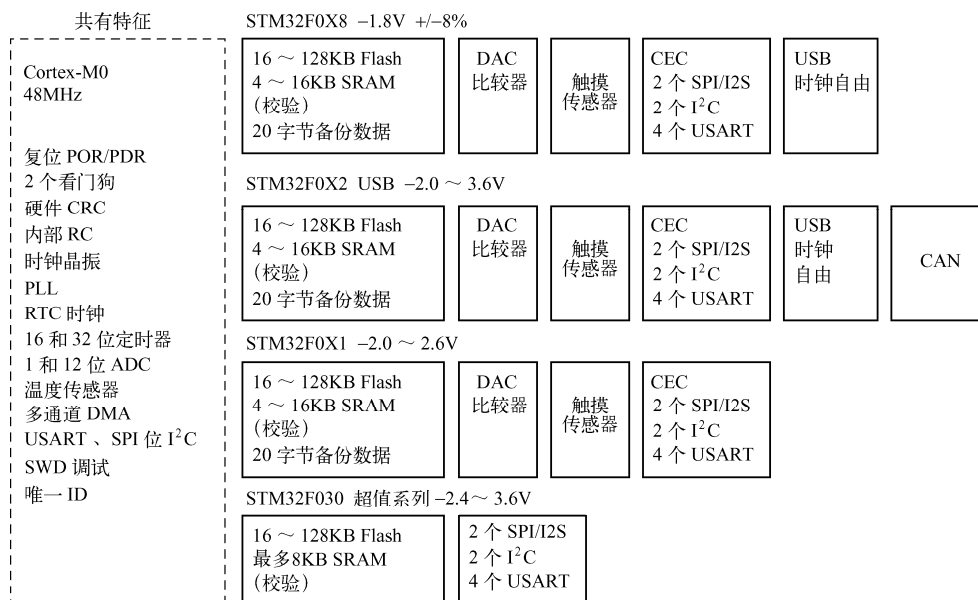 共有特征
Cortex-M0
48MHz
复位 POR/PDR
2 个看门狗
硬件 CRC
内部 RC
时钟晶振
PLL
RTC 时钟
16 和 32 位定时器
1 和 12 位 ADC
温度传感器
多通道 DMA
USART 、SPI 位 I²C
SWD 调试
唯一 ID
STM32F0X8 –1.8V +/–8%
16 ～ 128KB Flash
4 ～ 16KB SRAM
(校验)
20 字节备份数据
DAC
比较器
触摸
传感器
CEC
2 个 SPI/I2S
2 个 I²C
4 个 USART
USB
时钟自由
STM32F0X2 USB –2.0 ～ 3.6V
16 ～ 128KB Flash
4 ～ 16KB SRAM
(校验)
20 字节备份数据
DAC
比较器
触摸
传感器
CEC
2 个 SPI/I2S
2 个 I²C
4 个 USART
USB
时钟
自由
CAN
STM32F0X1 –2.0 ～ 2.6V
16 ～ 128KB Flash
4 ～ 16KB SRAM
(校验)
20 字节备份数据
DAC
比较器
触摸
传感器
CEC
2 个 SPI/I2S
2 个 I²C
4 个 USART
STM32F030 超值系列 –2.4～ 3.6V
16 ～ 128KB Flash
最多8KB SRAM
(校验)
2 个 SPI/I2S
2 个 I²C
4 个 USART